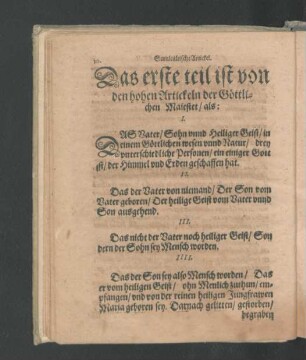 Smalcaldische Artickel.
Das erste teil ist von
den hohen Artickeln der Göttli-
chen Maiestet / als:
I.
DAS Vater / Sohn vnnd Heiliger Geist / in
einem Göttlichen wesen vnnd Natur / drey
vnterschiedliche Personen / ein einiger Gott
ist / der Himmel vnd Erden geschaffen hat.
II.
Das der Vater von niemand / Der Son vom
Vater geborn / Der heilige Geist vom Vater vnnd
Son ausgehend.
III.
Das nicht der Vater noch heiliger Geist / Son
dern der Sohn sey Mensch worden.
IIII.
Das der Son sey also Mensch worden / Das
er vom heiligen Geist / ohn Menlich zuthun / em-
pfangen / vnd von der reinen heiligen Jungfrawen
Maria geboren sey. Darnach gelitten / gestorben /
begraben